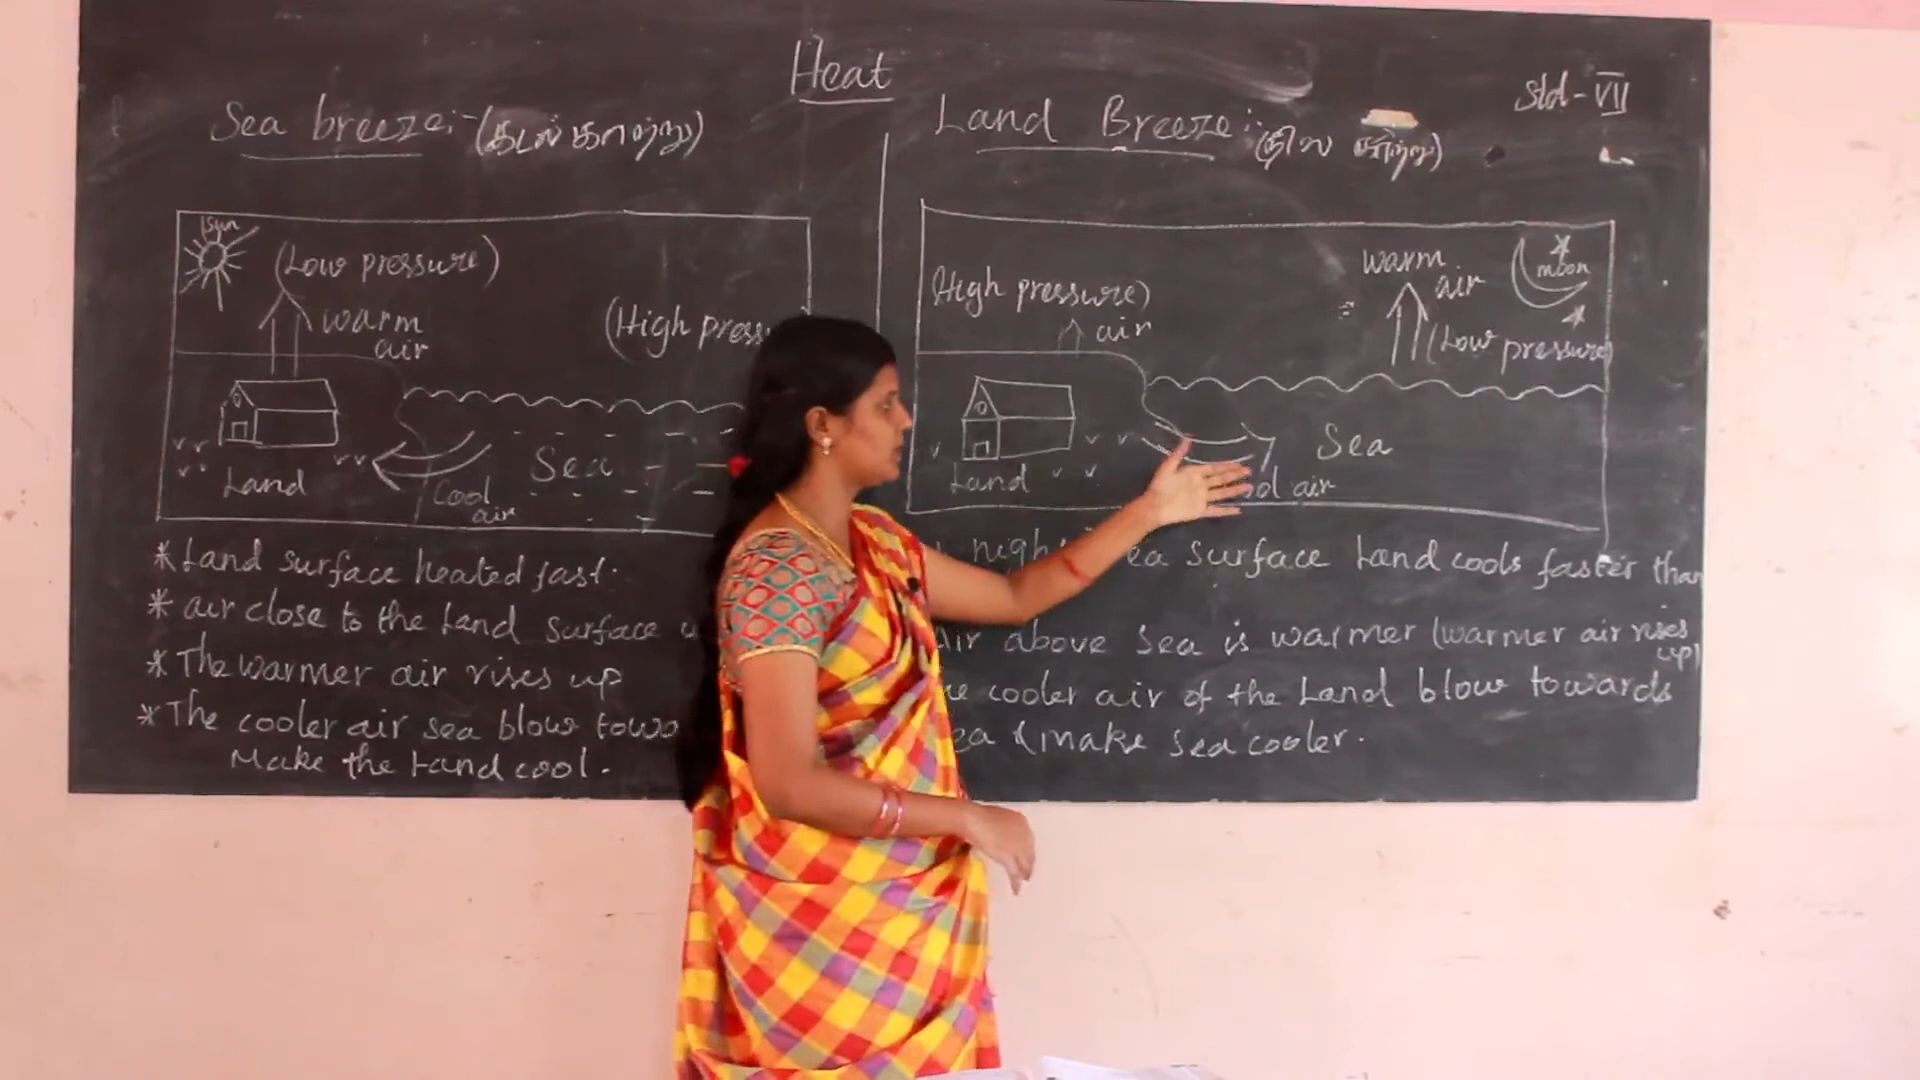 Heat
Std - VII
Sea breeze:- (கடல் காற்று)
Sun
(Low pressure)
warm
air
(High press
Land
Cool
air
Sea
* Land surface heated fast.
* air close to the Land surface
* The warmer air rises up
* The cooler air sea blow towa
Make the Land cool.
Land Breeze: (நில காற்று)
(High pressure)
air
warm
air
moon
(Low pressure)
Land
Sea
air
surface Land cools faster than
above sea is warmer (warmer air rises
up)
cooler air of the Land blow towards
& make sea cooler.